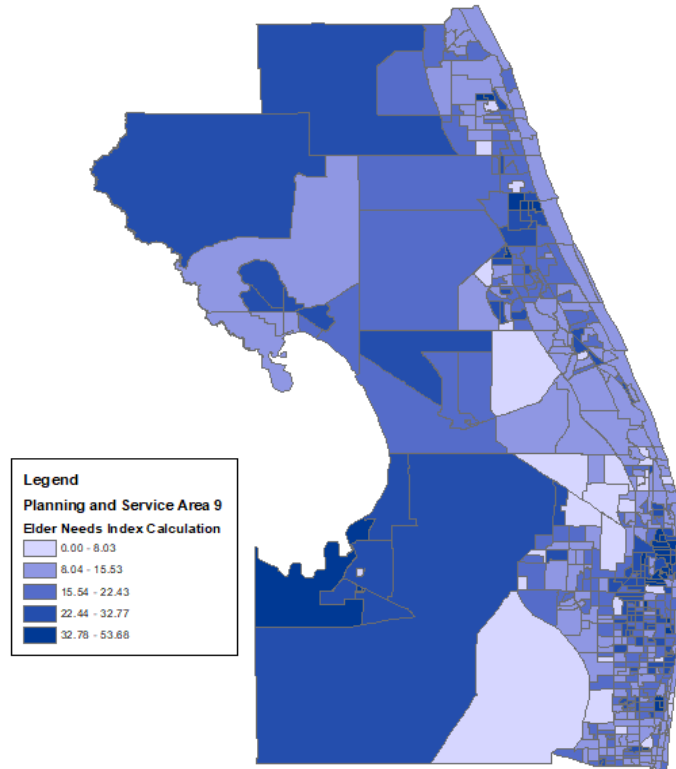 Legend
Planning and Service Area 9
Elder Needs Index Calculation
0.00 - 8.03
8.04 - 15.53
15.54 - 22.43
22.44 - 32.77
32.78 - 53.68